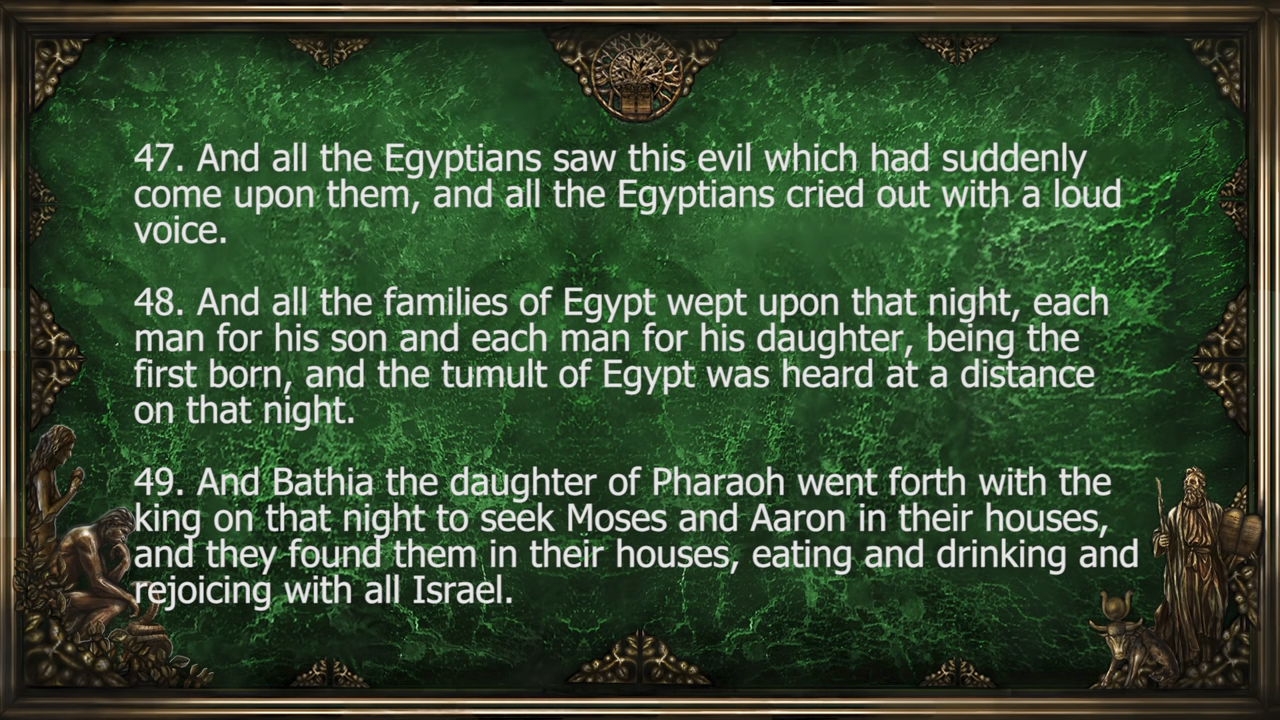 47. And all the Egyptians saw this evil which had suddenly
come upon them, and all the Egyptians cried out with a loud
voice.
48. And all the families of Egypt wept upon that night, each
man for his son and each man for his daughter, being the
first born, and the tumult of Egypt was heard at a distance
on that night.
49. And Bathia the daughter of Pharaoh went forth with the
king on that night to seek Moses and Aaron in their houses,
and they found them in their houses, eating and drinking and
rejoicing with all Israel.